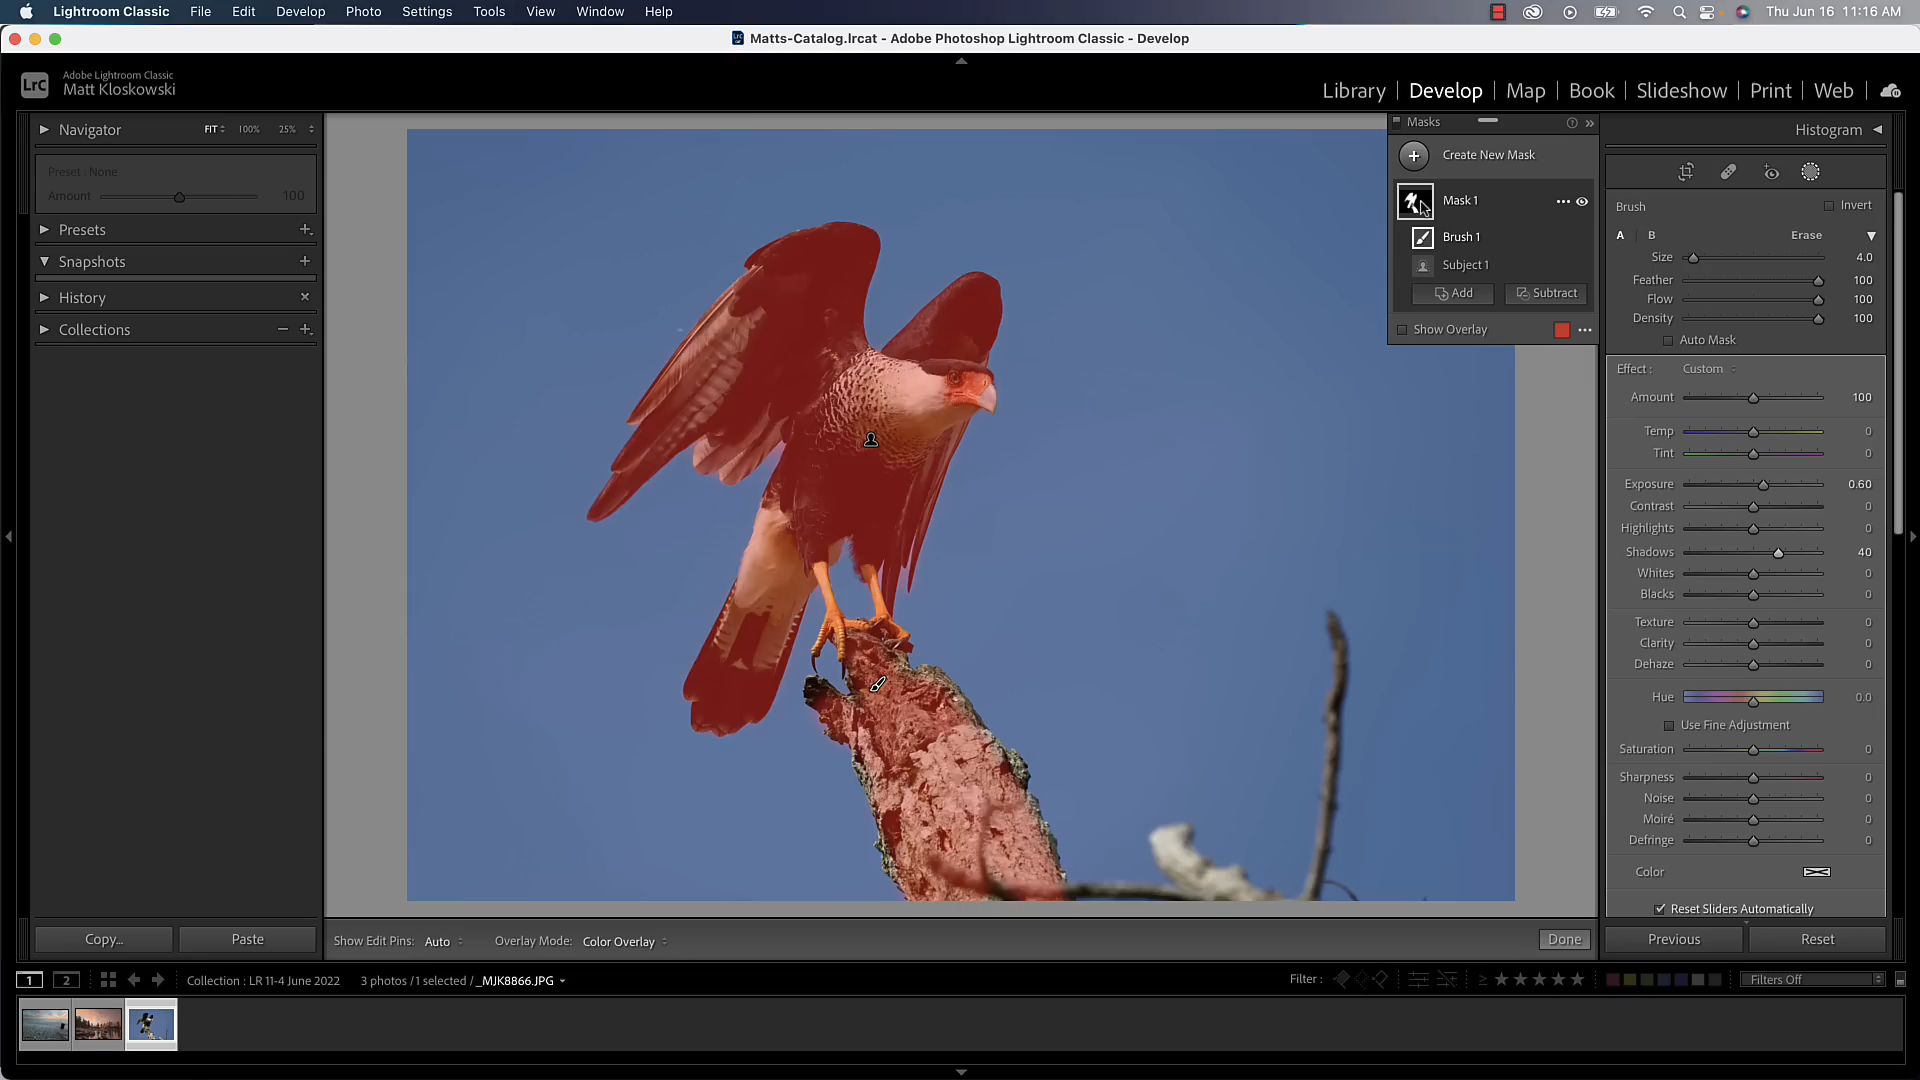 Lightroom Classic File Edit Develop Photo Settings Tools View Window Help Thu Jun 16 11:16 AM
Matts-Catalog.lrcat - Adobe Photoshop Lightroom Classic - Develop
LrC
Adobe Lightroom Classic
Matt Kloskowski
Library | Develop | Map | Book | Slideshow | Print | Web
Navigator FIT 100% 25%
Preset : None
Amount 100
Presets
Snapshots
History
Collections
Masks
Create New Mask
Mask 1
Brush 1
Subject 1
Add Subtract
Show Overlay
Histogram
Brush Invert
A B Erase
Size 4.0
Feather 100
Flow 100
Density 100
Auto Mask
Effect : Custom
Amount 100
Temp 0
Tint 0
Exposure 0.60
Contrast 0
Highlights 0
Shadows 40
Whites 0
Blacks 0
Texture 0
Clarity 0
Dehaze 0
Hue 0.0
Use Fine Adjustment
Saturation 0
Sharpness 0
Noise 0
Moiré 0
Defringe 0
Color
Reset Sliders Automatically
Copy... Paste
Show Edit Pins: Auto Overlay Mode: Color Overlay Done
Previous Reset
1 2 Collection : LR 11-4 June 2022 3 photos / 1 selected / _MJK8866.JPG Filter : ≥ ★★★★★ Filters Off